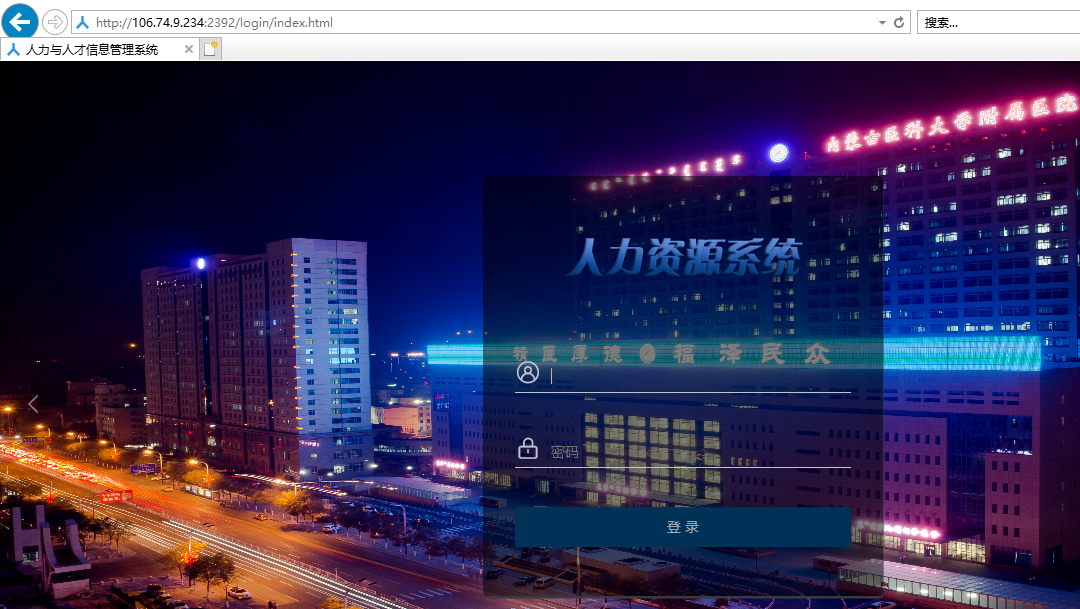 http://106.74.9.234:2392/login/index.html
搜索...
人力与人才信息管理系统
内蒙古医科大学附属医院
人力资源系统
精医厚德 福泽民众
密码
登 录